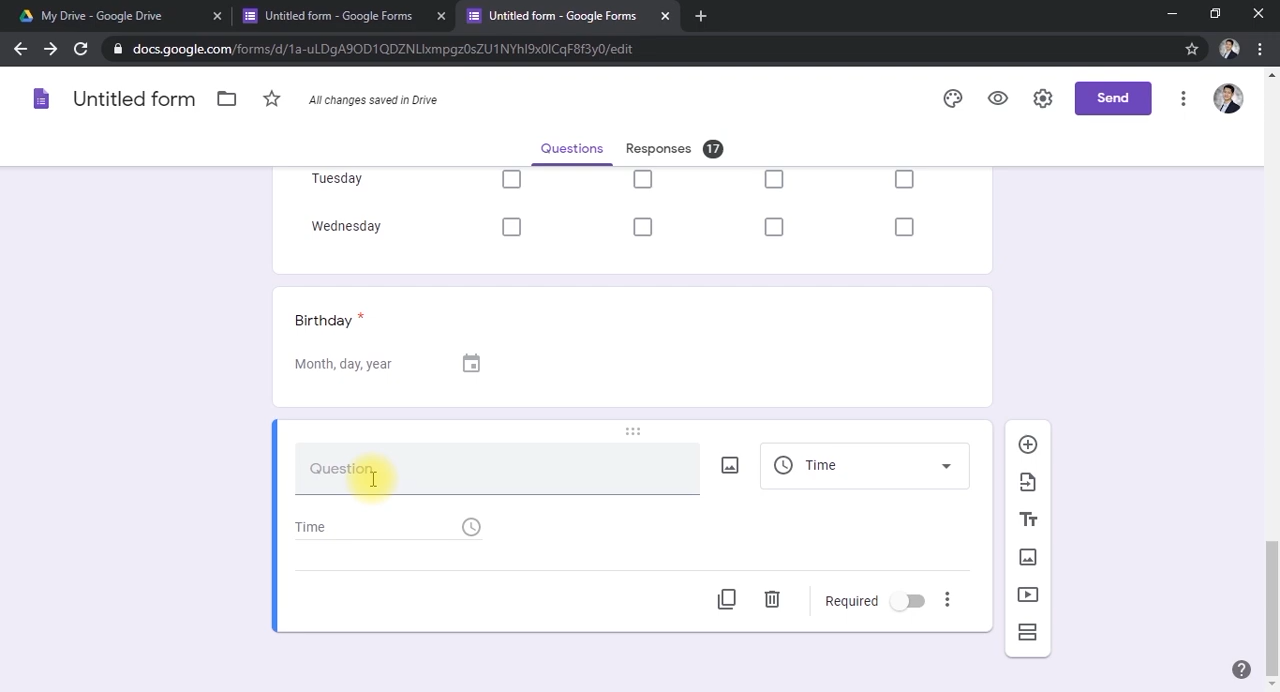 My Drive - Google Drive
Untitled form - Google Forms
Untitled form - Google Forms
docs.google.com/forms/d/1a-uLDgA9OD1QDZNLlxmpgz0sZU1NYhI9x0lCqF8f3y0/edit
Untitled form
All changes saved in Drive
Send
Questions
Responses 17
Tuesday
Wednesday
Birthday *
Month, day, year
Question
Time
Time
Required